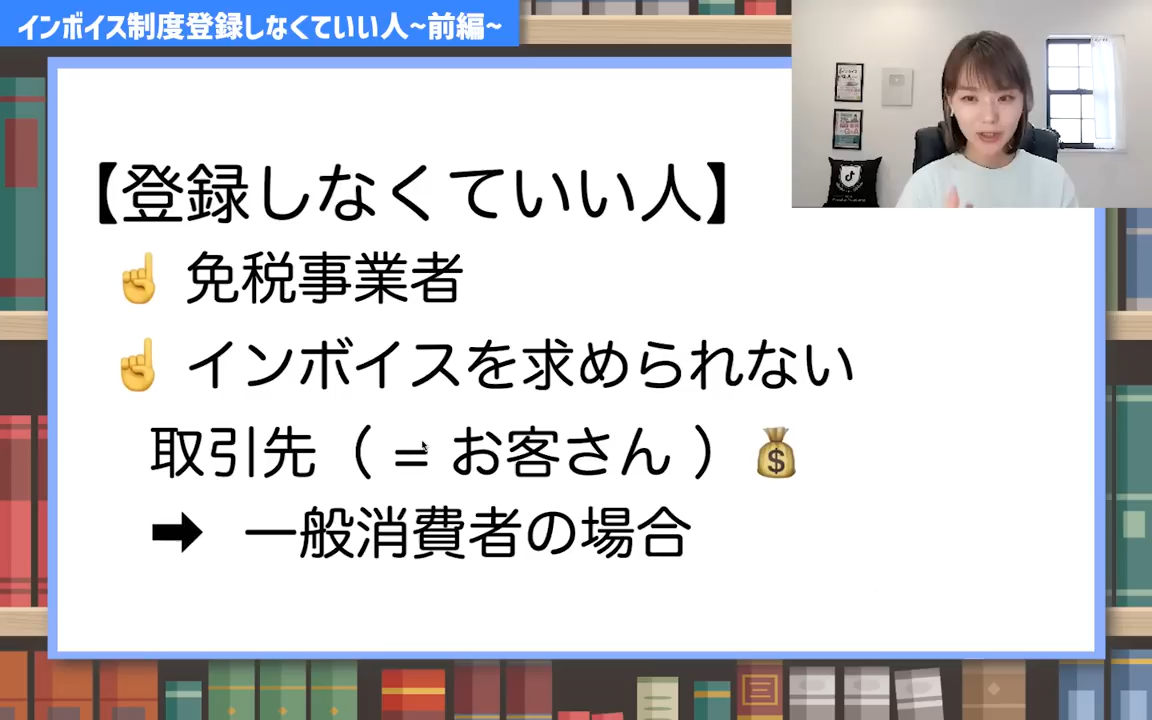 インボイス制度登録しなくていい人~前編~
【登録しなくていい人】
☝ 免税事業者
☝ インボイスを求められない
取引先（ = お客さん ）💰
➡ 一般消費者の場合